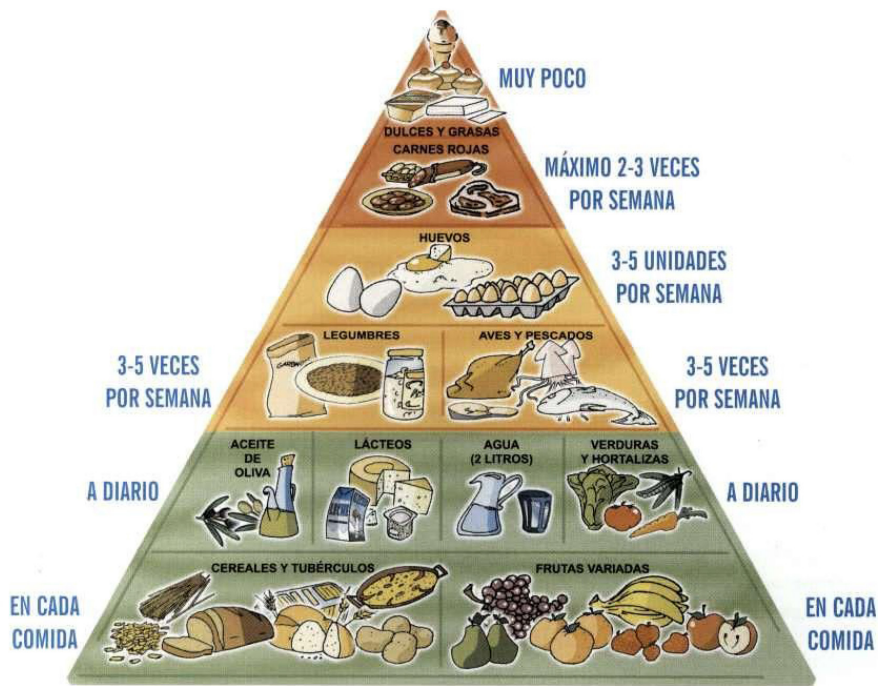 MUY POCO
DULCES Y GRASAS
CARNES ROJAS
MÁXIMO 2-3 VECES
POR SEMANA
HUEVOS
3-5 UNIDADES
POR SEMANA
LEGUMBRES
AVES Y PESCADOS
3-5 VECES
POR SEMANA
3-5 VECES
POR SEMANA
ACEITE
DE
OLIVA
LÁCTEOS
AGUA
(2 LITROS)
VERDURAS
Y HORTALIZAS
A DIARIO
A DIARIO
CEREALES Y TUBÉRCULOS
FRUTAS VARIADAS
EN CADA
COMIDA
EN CADA
COMIDA